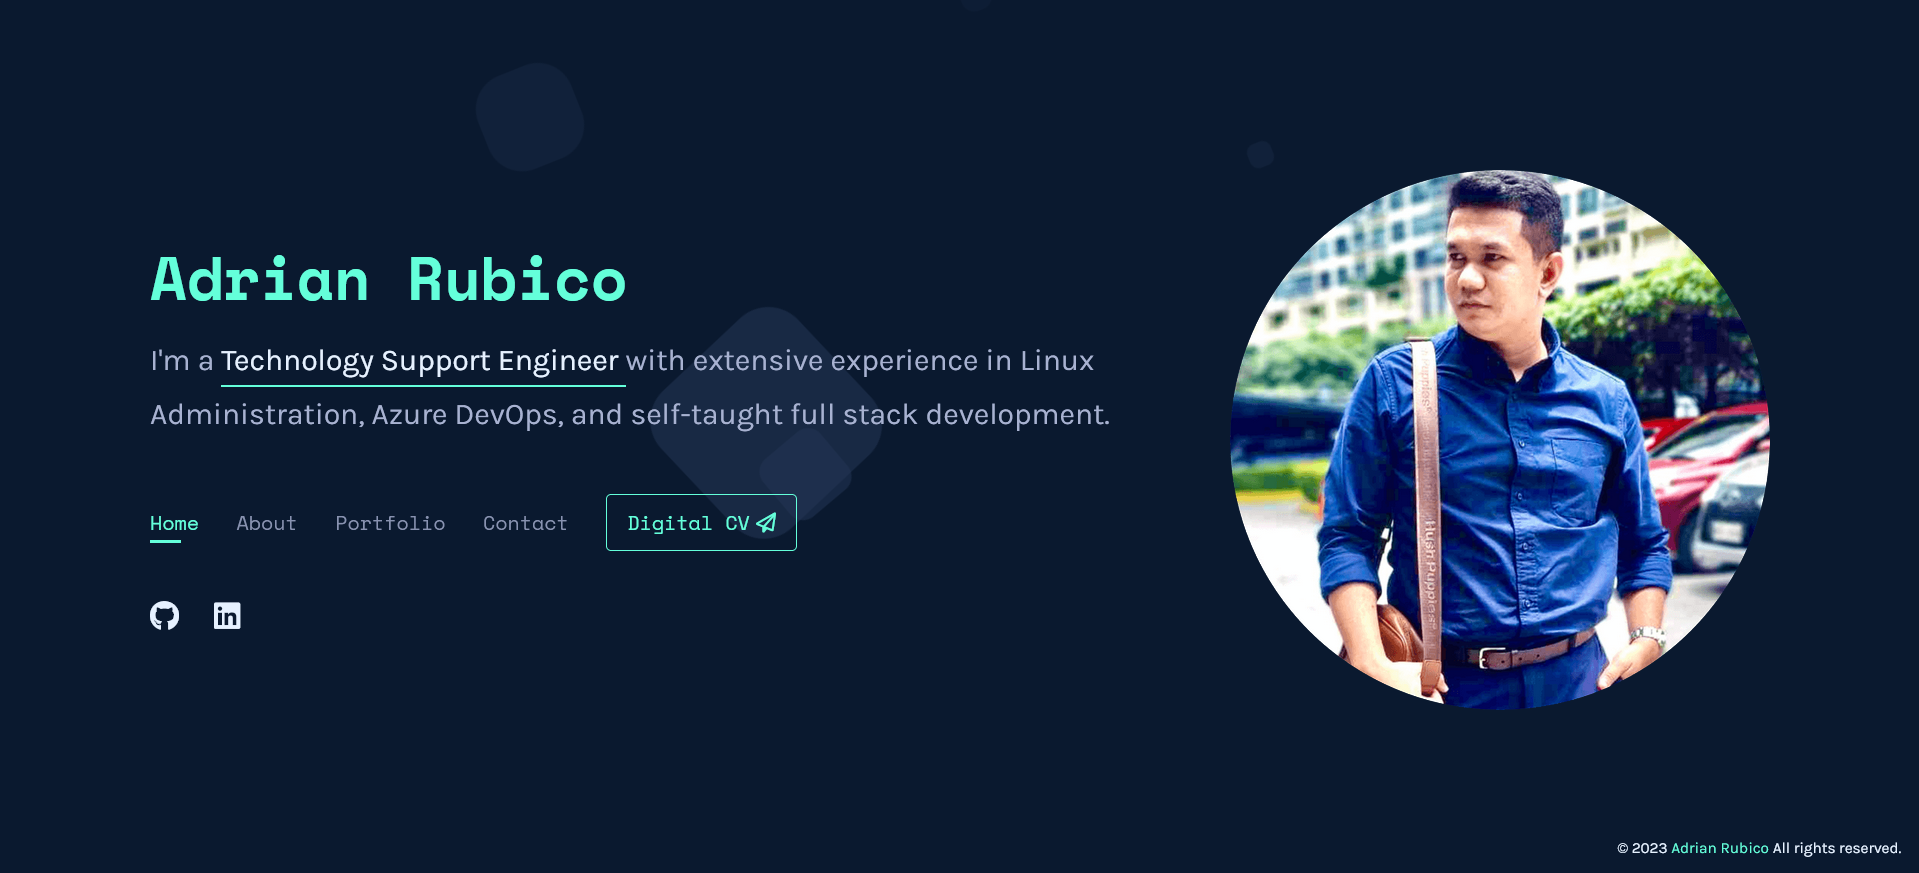 Adrian Rubico
I'm a Technology Support Engineer with extensive experience in Linux
Administration, Azure DevOps, and self-taught full stack development.
Home About Portfolio Contact Digital CV
in
Hush Puppies
© 2023 Adrian Rubico All rights reserved.